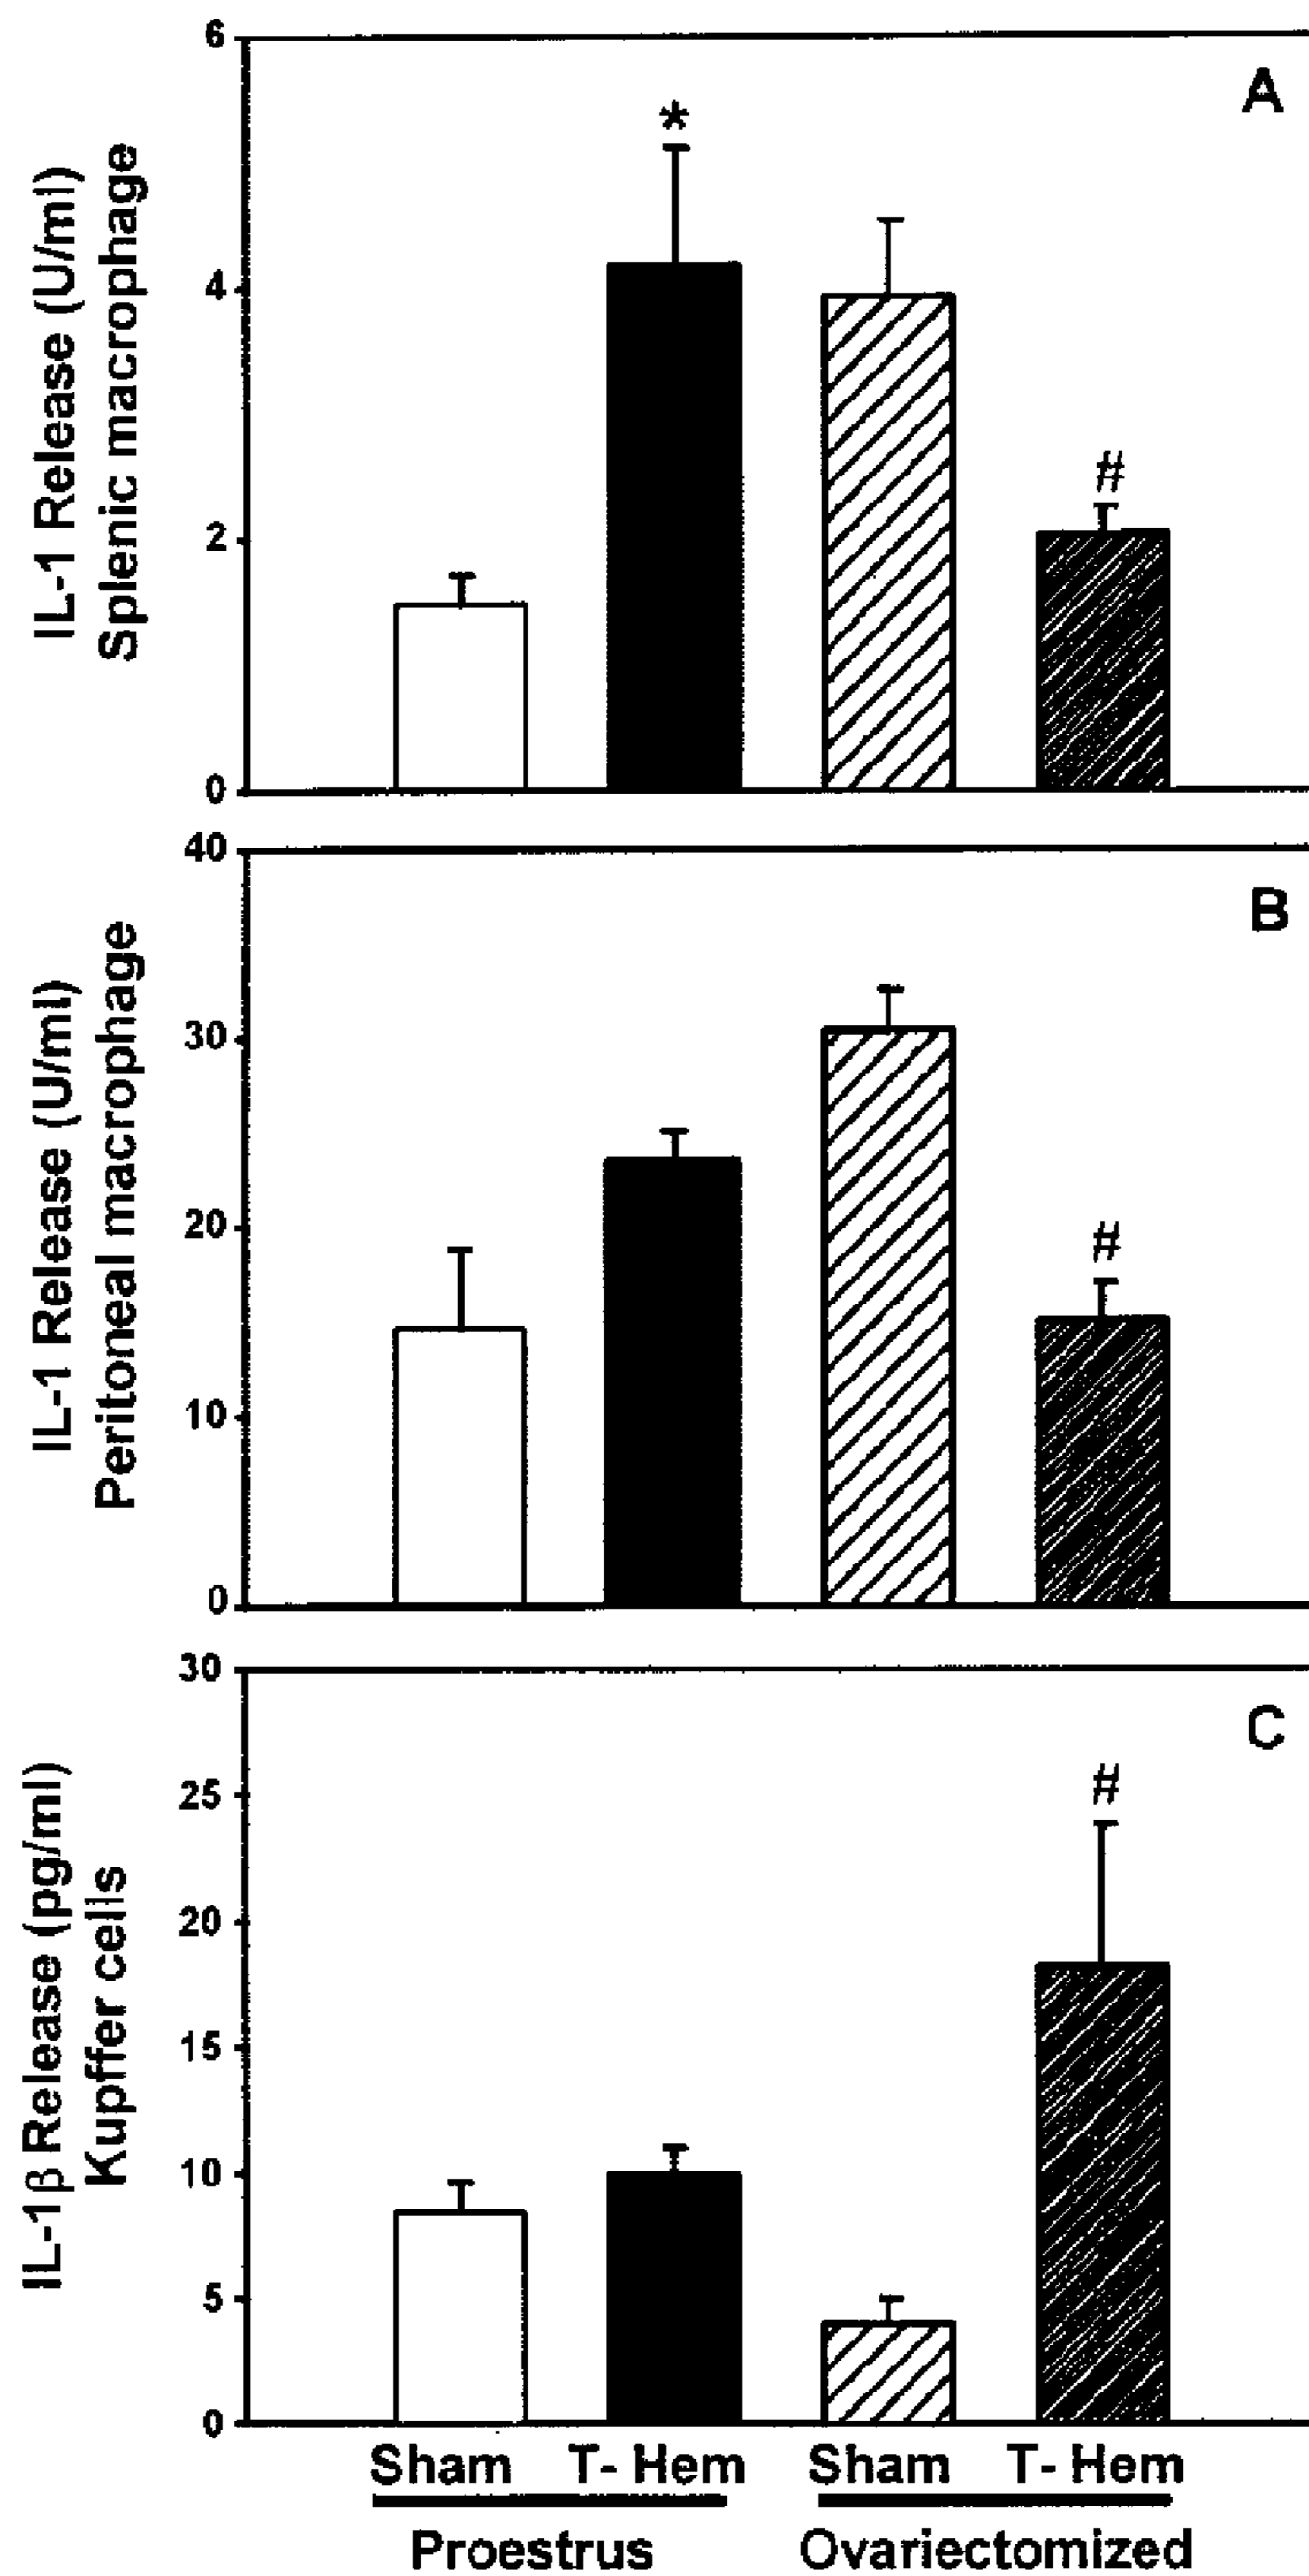 IL-1 Release (U/ml)
Splenic macrophage
6
4
2
0
A
*
#
IL-1 Release (U/ml)
Peritoneal macrophage
40
30
20
10
0
B
#
IL-1β Release (pg/ml)
Kupffer cells
30
25
20
15
10
5
0
C
#
Sham T- Hem Sham T- Hem
Proestrus Ovariectomized